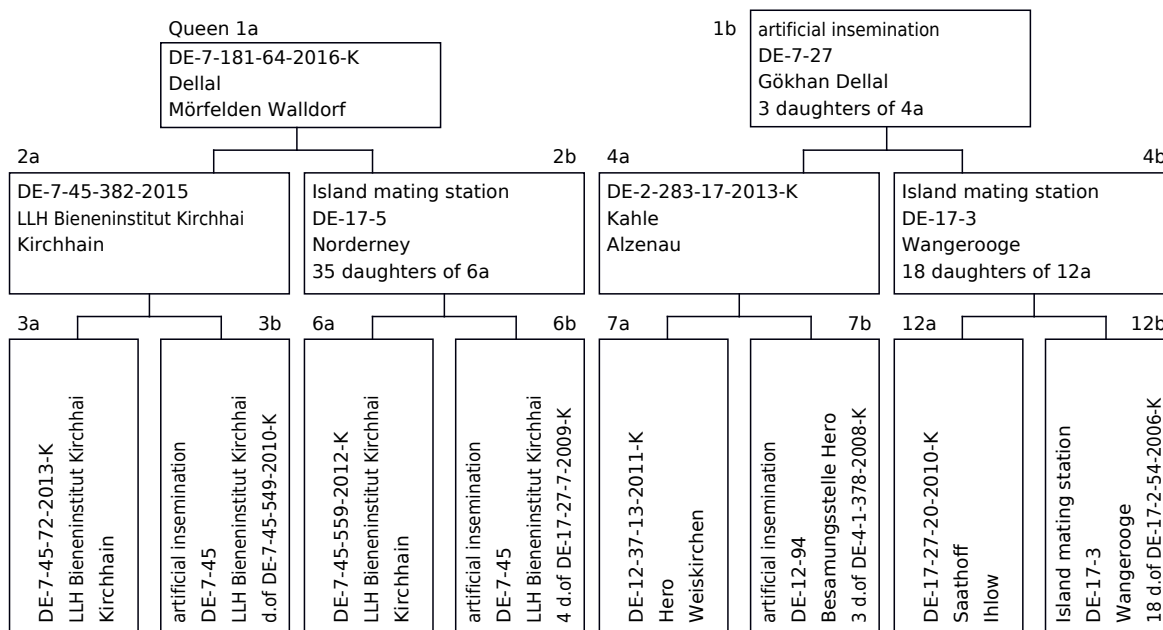 Queen 1a
DE-7-181-64-2016-K
Dellal
Mörfelden Walldorf
1b
artificial insemination
DE-7-27
Gökhan Dellal
3 daughters of 4a
2a
DE-7-45-382-2015
LLH Bieneninstitut Kirchhai
Kirchhain
2b
Island mating station
DE-17-5
Norderney
35 daughters of 6a
4a
DE-2-283-17-2013-K
Kahle
Alzenau
4b
Island mating station
DE-17-3
Wangerooge
18 daughters of 12a
3a
DE-7-45-72-2013-K
LLH Bieneninstitut Kirchhai
Kirchhain
3b
artificial insemination
DE-7-45
LLH Bieneninstitut Kirchhai
d.of DE-7-45-549-2010-K
6a
DE-7-45-559-2012-K
LLH Bieneninstitut Kirchhai
Kirchhain
6b
artificial insemination
DE-7-45
LLH Bieneninstitut Kirchhai
4 d.of DE-17-27-7-2009-K
7a
DE-12-37-13-2011-K
Hero
Weiskirchen
7b
artificial insemination
DE-12-94
Besamungsstelle Hero
3 d.of DE-4-1-378-2008-K
12a
DE-17-27-20-2010-K
Saathoff
Ihlow
12b
Island mating station
DE-17-3
Wangerooge
18 d.of DE-17-2-54-2006-K